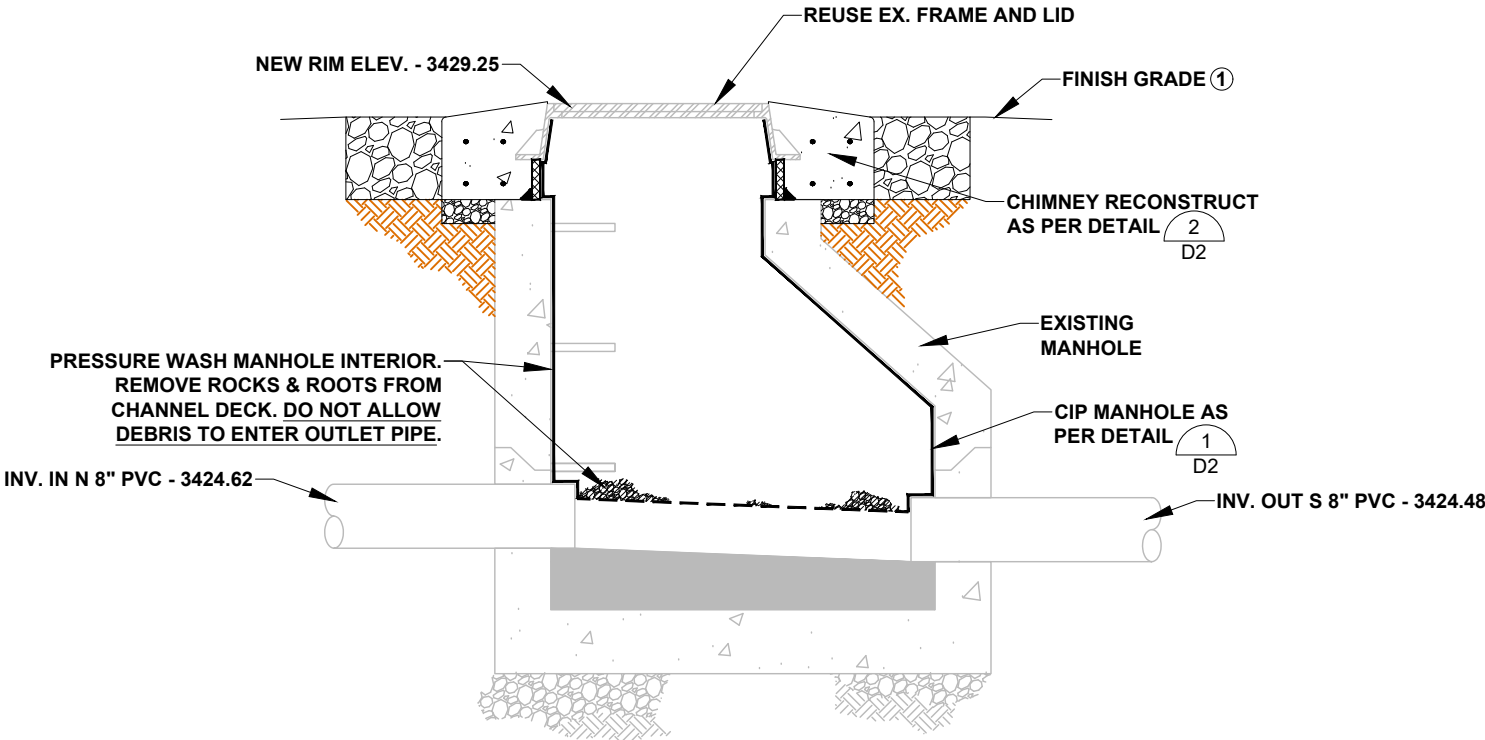 REUSE EX. FRAME AND LID
NEW RIM ELEV. - 3429.25
FINISH GRADE 1
CHIMNEY RECONSTRUCT
AS PER DETAIL 2
D2
EXISTING
MANHOLE
PRESSURE WASH MANHOLE INTERIOR.
REMOVE ROCKS & ROOTS FROM
CHANNEL DECK. DO NOT ALLOW
DEBRIS TO ENTER OUTLET PIPE.
CIP MANHOLE AS
PER DETAIL 1
D2
INV. IN N 8" PVC - 3424.62
INV. OUT S 8" PVC - 3424.48